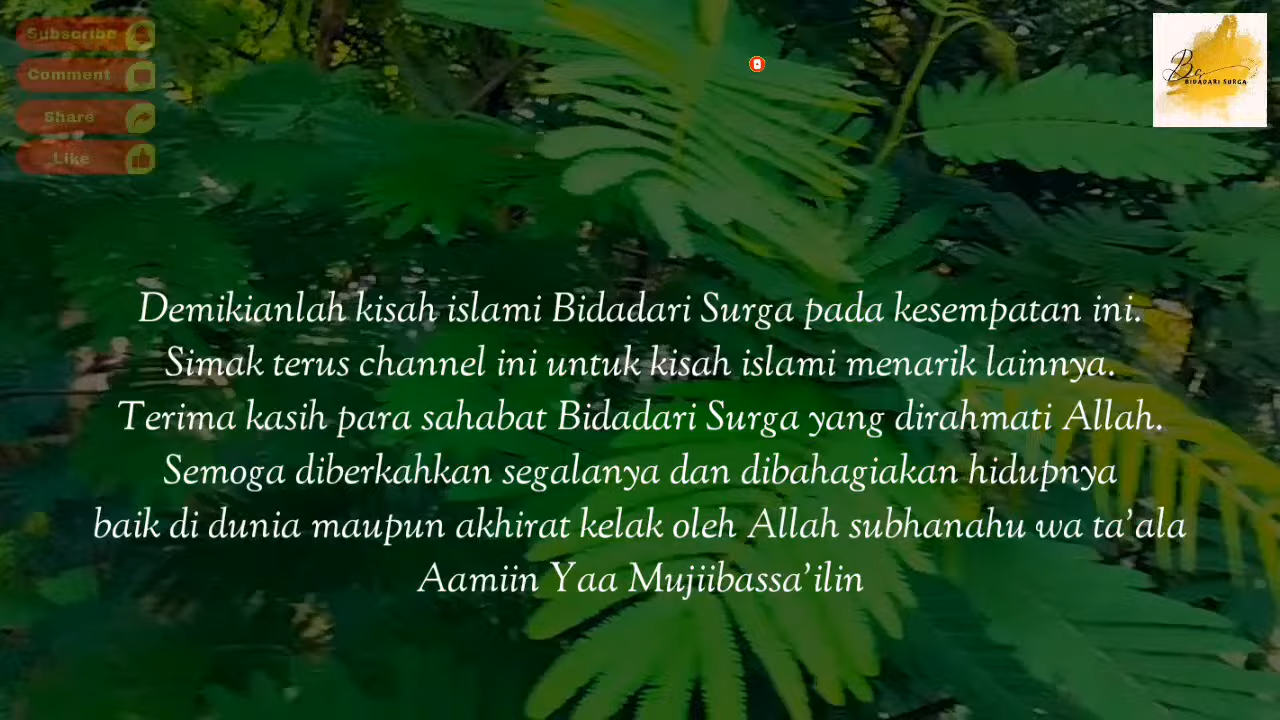 Subscribe
Comment
Share
Like
Bs
BIDADARI SURGA
Demikianlah kisah islami Bidadari Surga pada kesempatan ini.
Simak terus channel ini untuk kisah islami menarik lainnya.
Terima kasih para sahabat Bidadari Surga yang dirahmati Allah.
Semoga diberkahkan segalanya dan dibahagiakan hidupnya
baik di dunia maupun akhirat kelak oleh Allah subhanahu wa ta'ala
Aamiin Yaa Mujiibassa'ilin